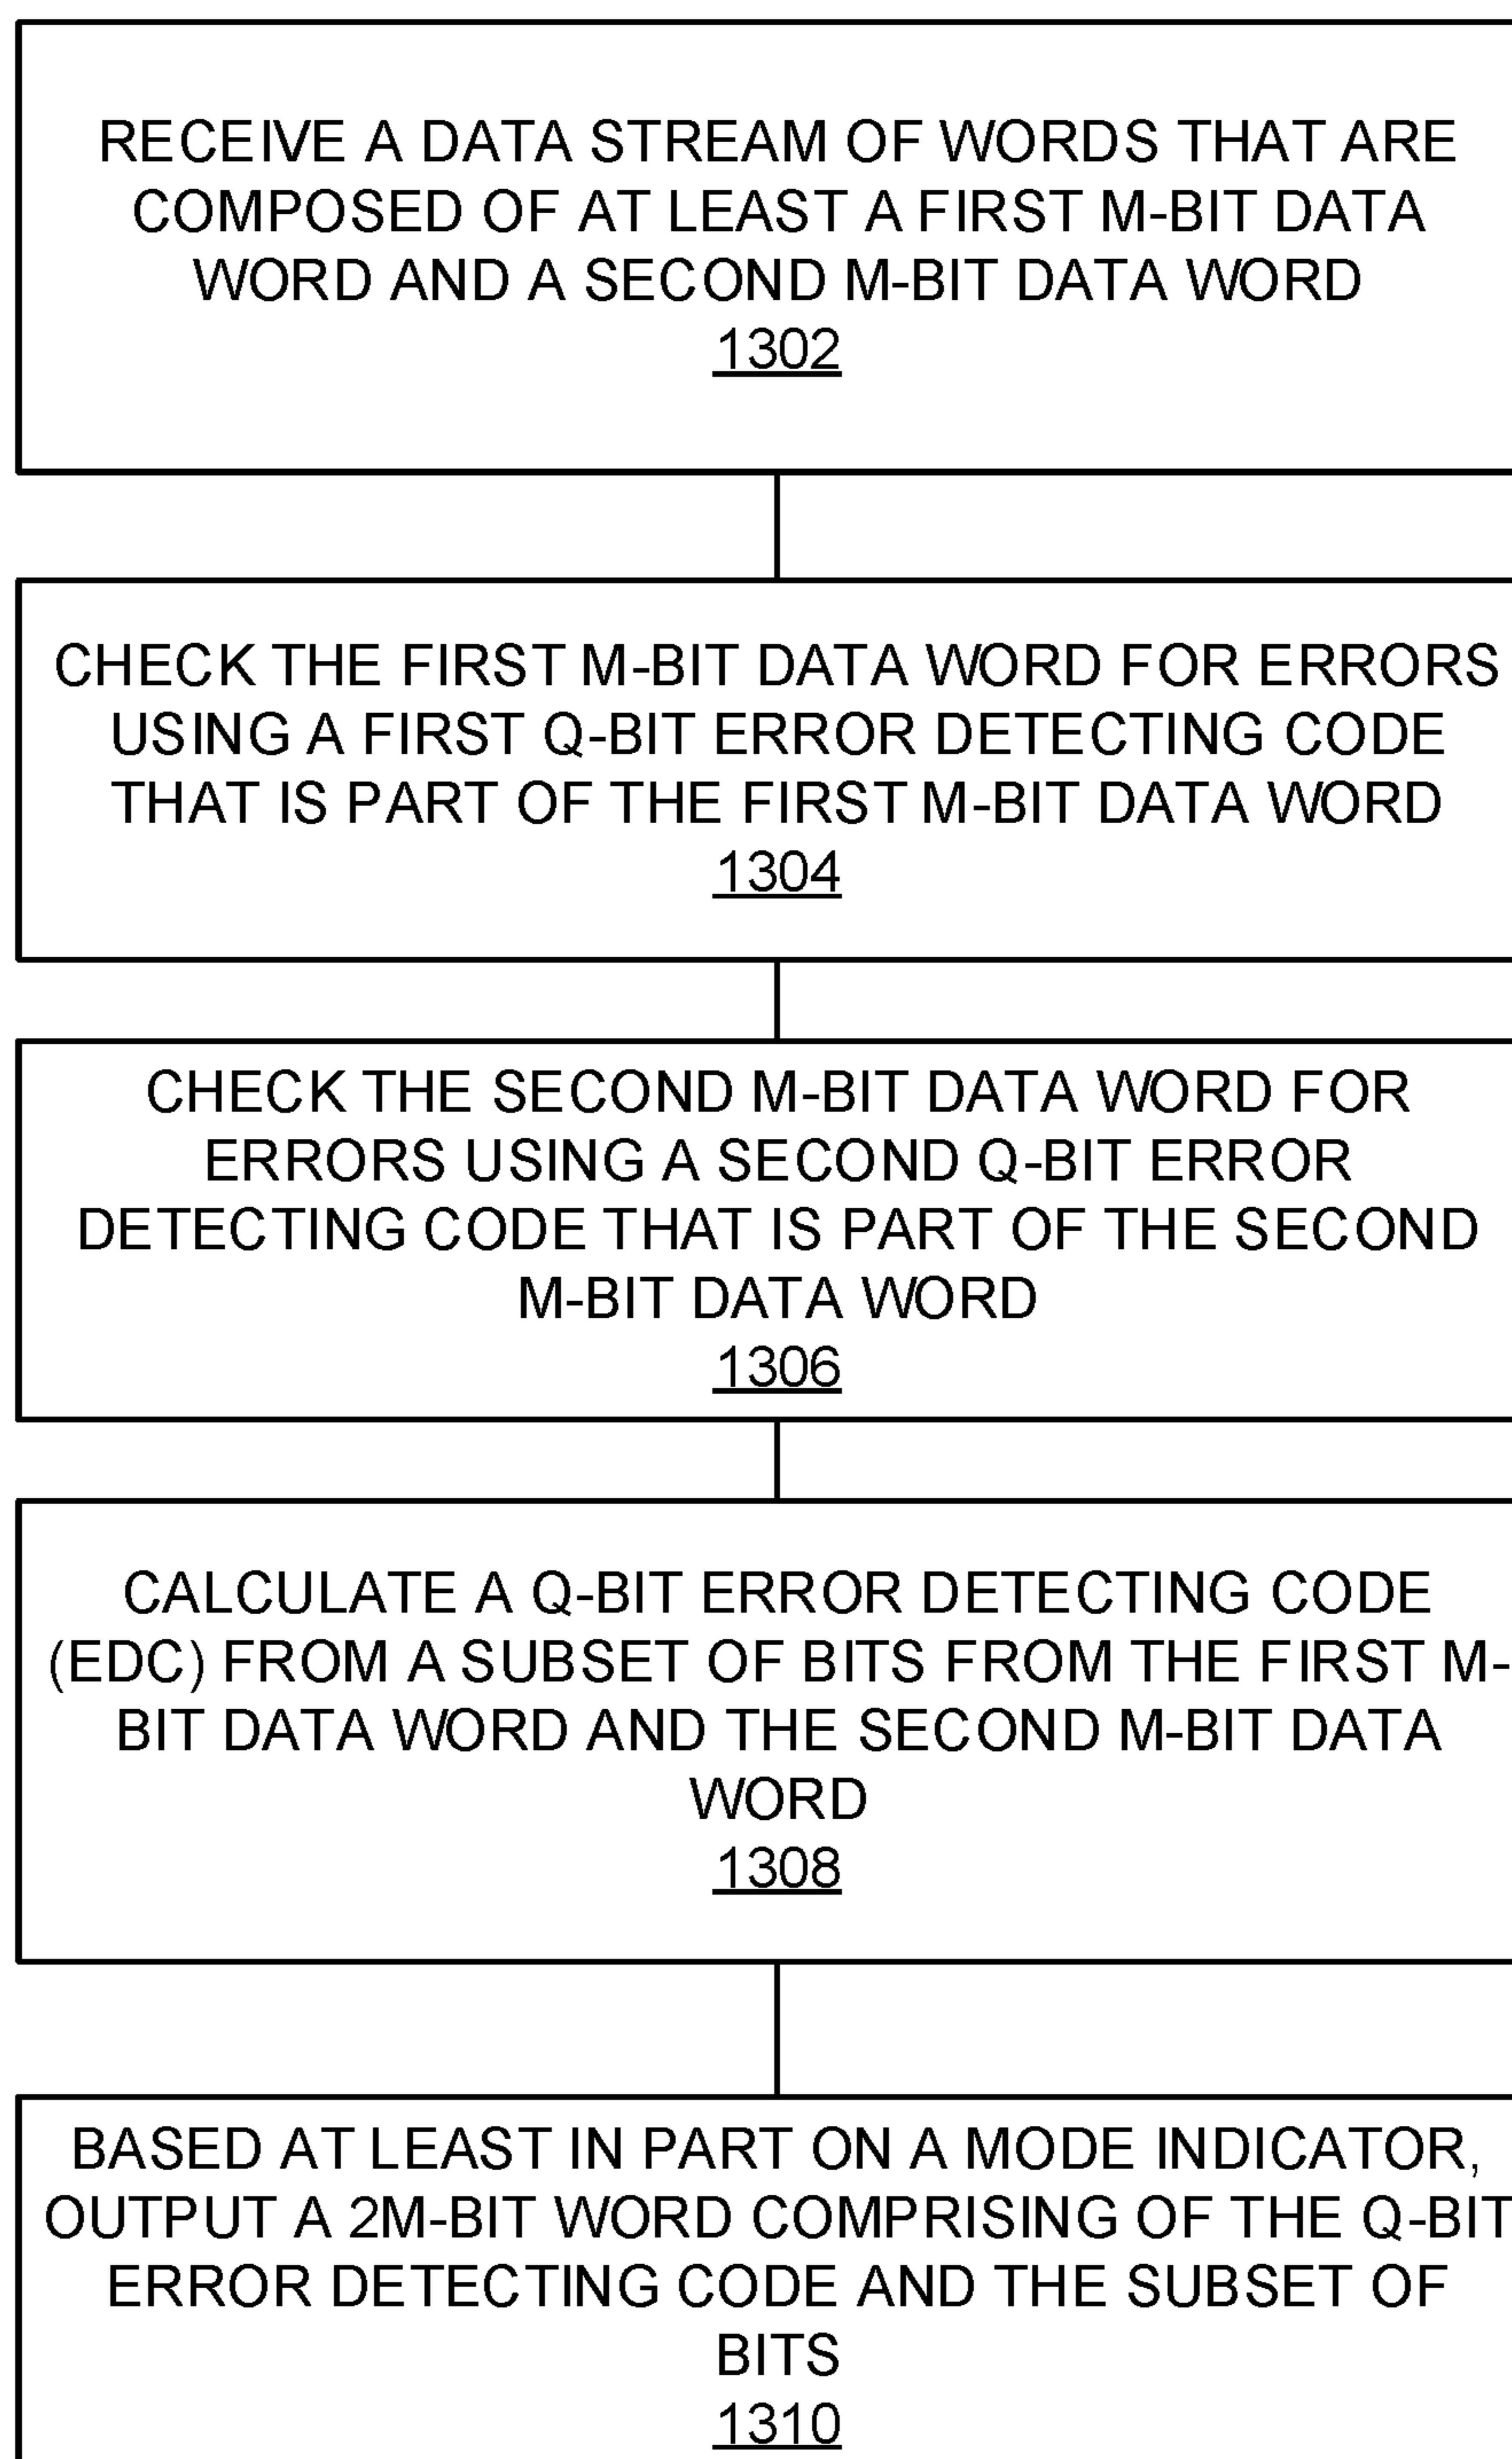 RECEIVE A DATA STREAM OF WORDS THAT ARE
COMPOSED OF AT LEAST A FIRST M-BIT DATA
WORD AND A SECOND M-BIT DATA WORD
1302
CHECK THE FIRST M-BIT DATA WORD FOR ERRORS
USING A FIRST Q-BIT ERROR DETECTING CODE
THAT IS PART OF THE FIRST M-BIT DATA WORD
1304
CHECK THE SECOND M-BIT DATA WORD FOR
ERRORS USING A SECOND Q-BIT ERROR
DETECTING CODE THAT IS PART OF THE SECOND
M-BIT DATA WORD
1306
CALCULATE A Q-BIT ERROR DETECTING CODE
(EDC) FROM A SUBSET OF BITS FROM THE FIRST M-
BIT DATA WORD AND THE SECOND M-BIT DATA
WORD
1308
BASED AT LEAST IN PART ON A MODE INDICATOR,
OUTPUT A 2M-BIT WORD COMPRISING OF THE Q-BIT
ERROR DETECTING CODE AND THE SUBSET OF
BITS
1310